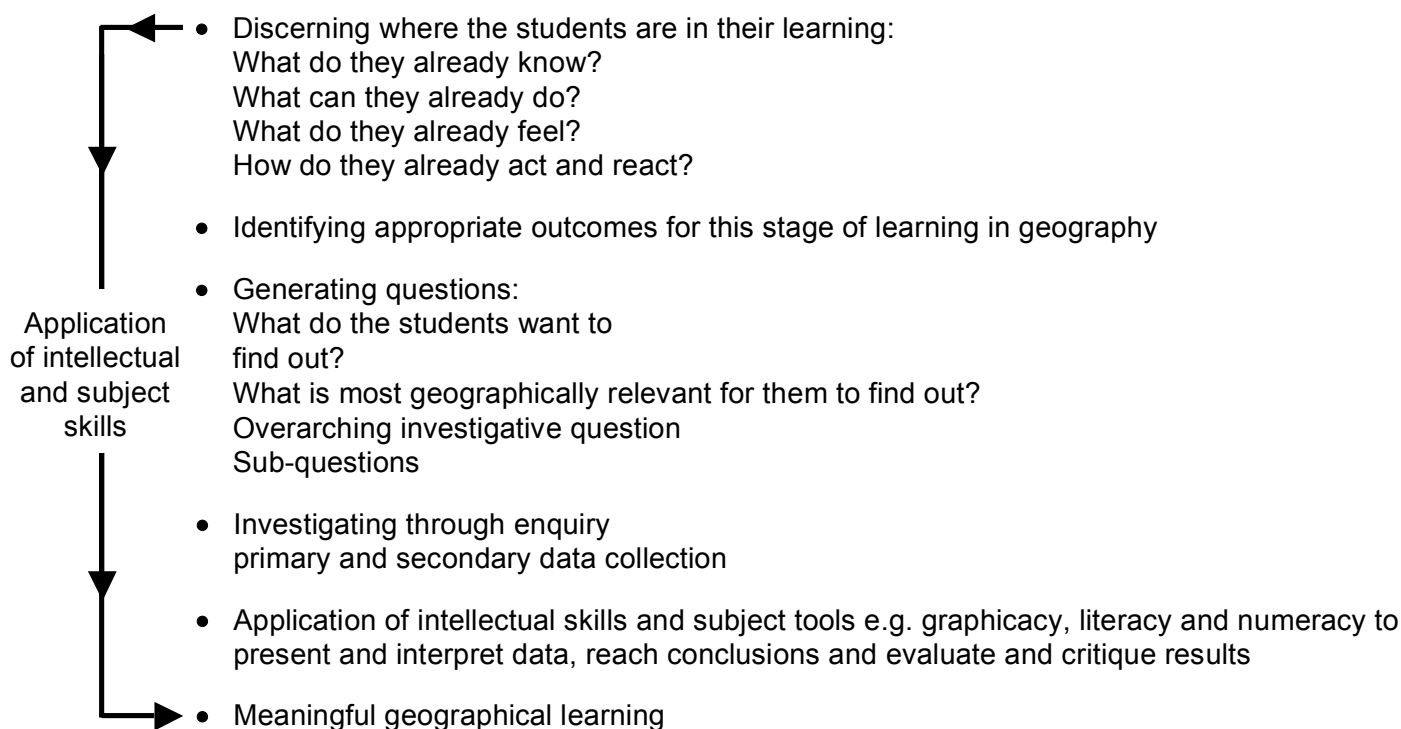 • Discerning where the students are in their learning:
What do they already know?
What can they already do?
What do they already feel?
How do they already act and react?
• Identifying appropriate outcomes for this stage of learning in geography
• Generating questions:
What do the students want to
find out?
What is most geographically relevant for them to find out?
Overarching investigative question
Sub-questions
• Investigating through enquiry
primary and secondary data collection
• Application of intellectual skills and subject tools e.g. graphicacy, literacy and numeracy to
present and interpret data, reach conclusions and evaluate and critique results
• Meaningful geographical learning
Application
of intellectual
and subject
skills